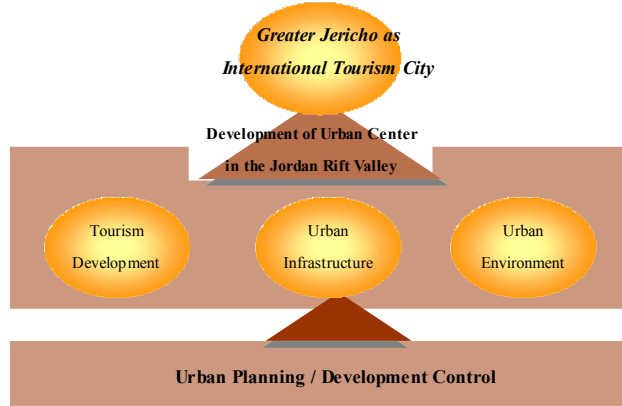 Greater Jericho as
International Tourism City
Development of Urban Center
in the Jordan Rift Valley
Tourism
Development
Urban
Infrastructure
Urban
Environment
Urban Planning / Development Control